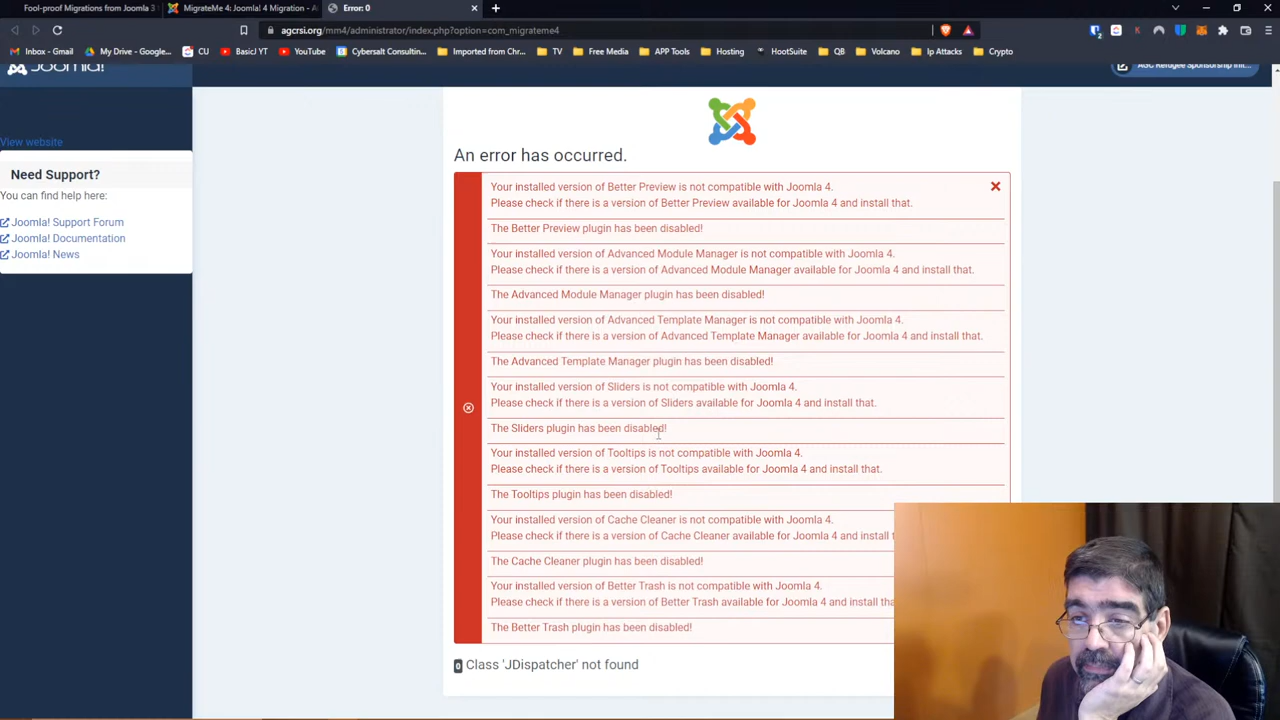 Fool-proof Migrations from Joomla 3
MigrateMe 4: Joomla! 4 Migration - A
Error: 0
agcrsi.org/mm4/administrator/index.php?option=com_migrateme4
Inbox - Gmail
My Drive - Google...
CU
BasicJ YT
YouTube
Cybersalt Consultin...
Imported from Chr...
TV
Free Media
APP Tools
Hosting
HootSuite
QB
Volcano
Ip Attacks
Crypto
Joomla!
AGC Refugee Sponsorship Init...
View website
Need Support?
You can find help here:
Joomla! Support Forum
Joomla! Documentation
Joomla! News
An error has occurred.
Your installed version of Better Preview is not compatible with Joomla 4.
Please check if there is a version of Better Preview available for Joomla 4 and install that.
The Better Preview plugin has been disabled!
Your installed version of Advanced Module Manager is not compatible with Joomla 4.
Please check if there is a version of Advanced Module Manager available for Joomla 4 and install that.
The Advanced Module Manager plugin has been disabled!
Your installed version of Advanced Template Manager is not compatible with Joomla 4.
Please check if there is a version of Advanced Template Manager available for Joomla 4 and install that.
The Advanced Template Manager plugin has been disabled!
Your installed version of Sliders is not compatible with Joomla 4.
Please check if there is a version of Sliders available for Joomla 4 and install that.
The Sliders plugin has been disabled!
Your installed version of Tooltips is not compatible with Joomla 4.
Please check if there is a version of Tooltips available for Joomla 4 and install that.
The Tooltips plugin has been disabled!
Your installed version of Cache Cleaner is not compatible with Joomla 4.
Please check if there is a version of Cache Cleaner available for Joomla 4 and install t
The Cache Cleaner plugin has been disabled!
Your installed version of Better Trash is not compatible with Joomla 4.
Please check if there is a version of Better Trash available for Joomla 4 and install tha
The Better Trash plugin has been disabled!
0 Class 'JDispatcher' not found